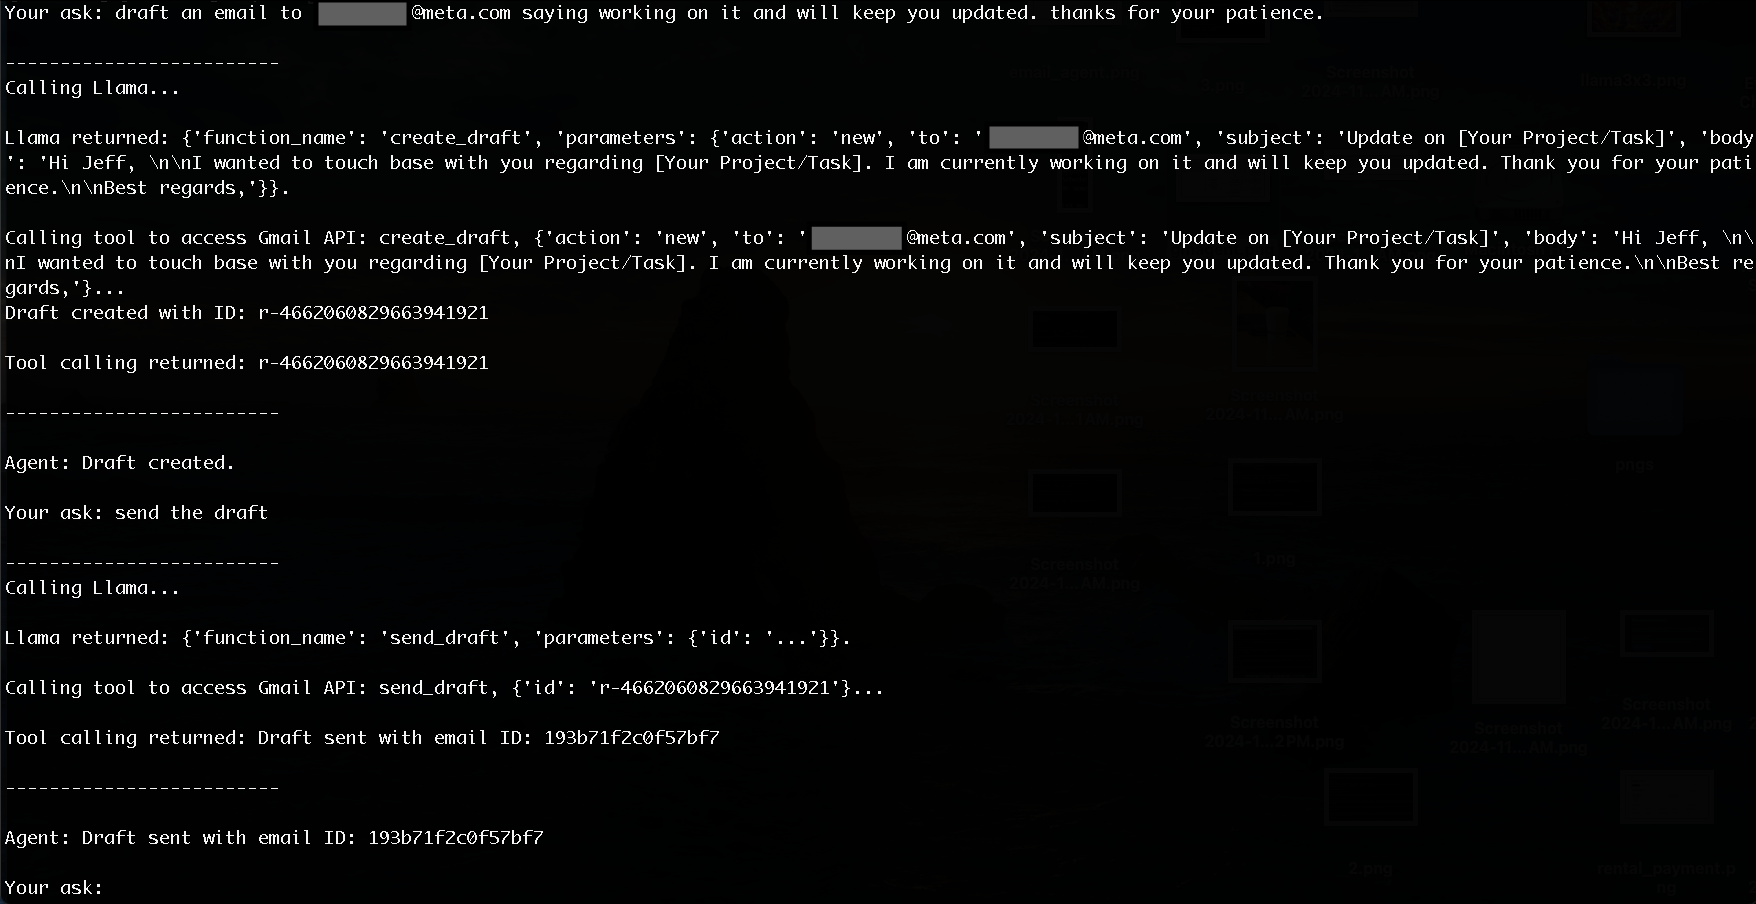 Your ask: draft an email to @meta.com saying working on it and will keep you updated. thanks for your patience.
-------------------------
Calling Llama...
Llama returned: {'function_name': 'create_draft', 'parameters': {'action': 'new', 'to': '@meta.com', 'subject': 'Update on [Your Project/Task]', 'body
': 'Hi Jeff, \n\nI wanted to touch base with you regarding [Your Project/Task]. I am currently working on it and will keep you updated. Thank you for your pati
ence.\n\nBest regards,'}}.
Calling tool to access Gmail API: create_draft, {'action': 'new', 'to': '@meta.com', 'subject': 'Update on [Your Project/Task]', 'body': 'Hi Jeff, \n\
nI wanted to touch base with you regarding [Your Project/Task]. I am currently working on it and will keep you updated. Thank you for your patience.\n\nBest re
gards,'}...
Draft created with ID: r-4662060829663941921
Tool calling returned: r-4662060829663941921
-------------------------
Agent: Draft created.
Your ask: send the draft
-------------------------
Calling Llama...
Llama returned: {'function_name': 'send_draft', 'parameters': {'id': '...'}}.
Calling tool to access Gmail API: send_draft, {'id': 'r-4662060829663941921'}...
Tool calling returned: Draft sent with email ID: 193b71f2c0f57bf7
-------------------------
Agent: Draft sent with email ID: 193b71f2c0f57bf7
Your ask: